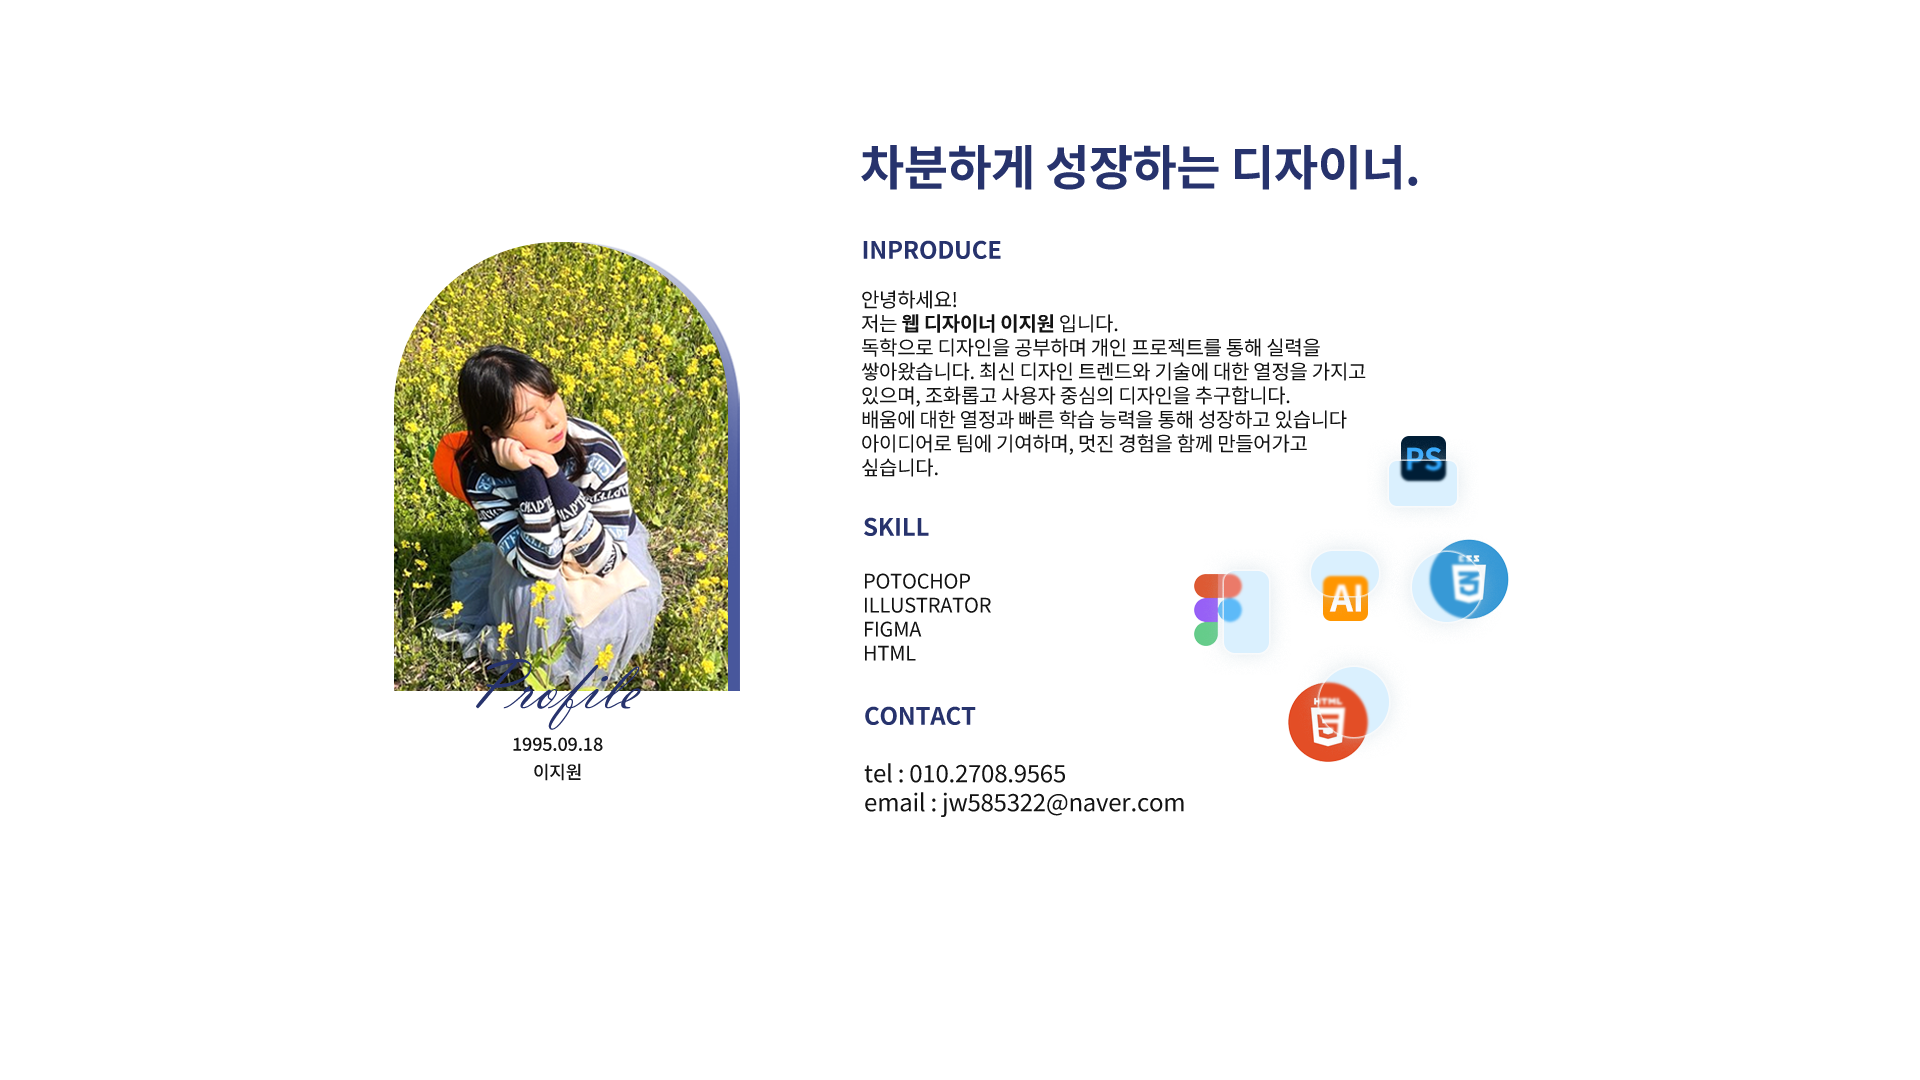 차분하게 성장하는 디자이너.
INPRODUCE
안녕하세요!
저는 웹 디자이너 이지원 입니다.
독학으로 디자인을 공부하며 개인 프로젝트를 통해 실력을
쌓아왔습니다. 최신 디자인 트렌드와 기술에 대한 열정을 가지고
있으며, 조화롭고 사용자 중심의 디자인을 추구합니다.
배움에 대한 열정과 빠른 학습 능력을 통해 성장하고 있습니다
아이디어로 팀에 기여하며, 멋진 경험을 함께 만들어가고
싶습니다.
SKILL
POTOCHOP
ILLUSTRATOR
FIGMA
HTML
CONTACT
tel : 010.2708.9565
email : jw585322@naver.com
Profile
1995.09.18
이지원
PS
AI
CSS
3
HTML
5